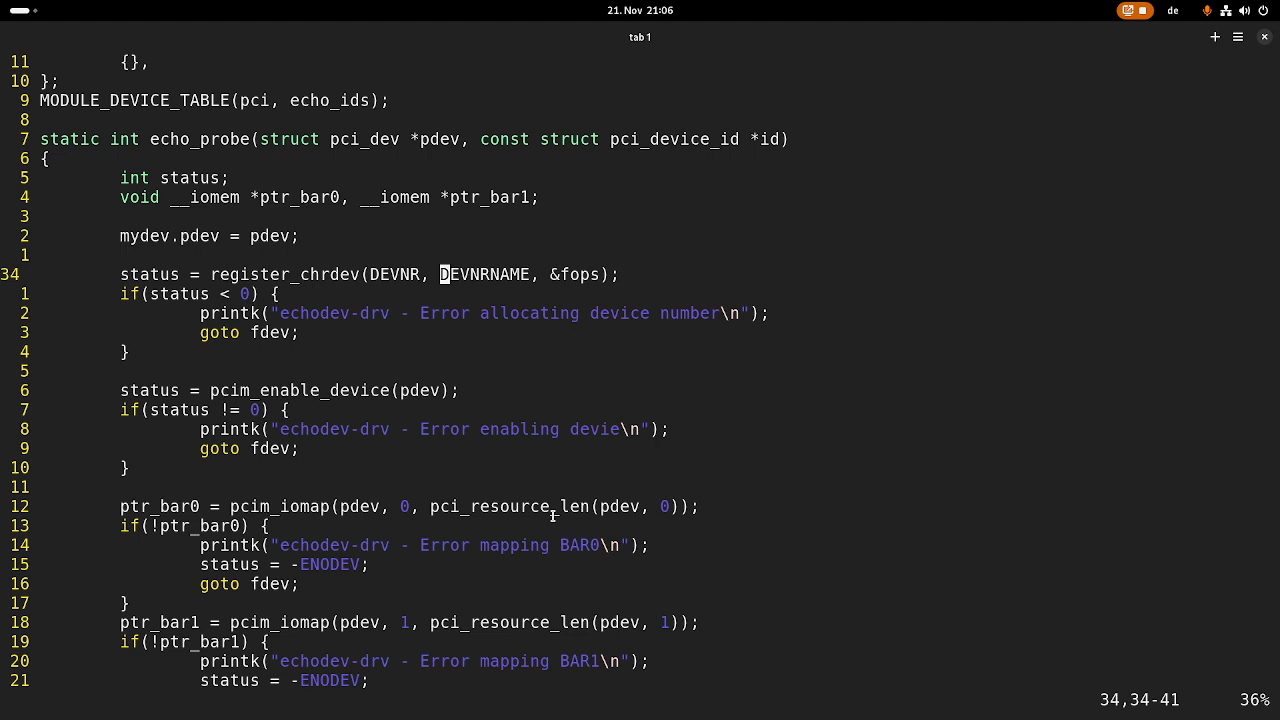 21. Nov 21:06
de
tab 1
11 {},
10 };
9 MODULE_DEVICE_TABLE(pci, echo_ids);
8
7 static int echo_probe(struct pci_dev *pdev, const struct pci_device_id *id)
6 {
5 int status;
4 void __iomem *ptr_bar0, __iomem *ptr_bar1;
3
2 mydev.pdev = pdev;
1
34 status = register_chrdev(DEVNR, DEVNRNAME, &fops);
1 if(status < 0) {
2 printk("echodev-drv - Error allocating device number\n");
3 goto fdev;
4 }
5
6 status = pcim_enable_device(pdev);
7 if(status != 0) {
8 printk("echodev-drv - Error enabling devie\n");
9 goto fdev;
10 }
11
12 ptr_bar0 = pcim_iomap(pdev, 0, pci_resource_len(pdev, 0));
13 if(!ptr_bar0) {
14 printk("echodev-drv - Error mapping BAR0\n");
15 status = -ENODEV;
16 goto fdev;
17 }
18 ptr_bar1 = pcim_iomap(pdev, 1, pci_resource_len(pdev, 1));
19 if(!ptr_bar1) {
20 printk("echodev-drv - Error mapping BAR1\n");
21 status = -ENODEV;
34,34-41 36%